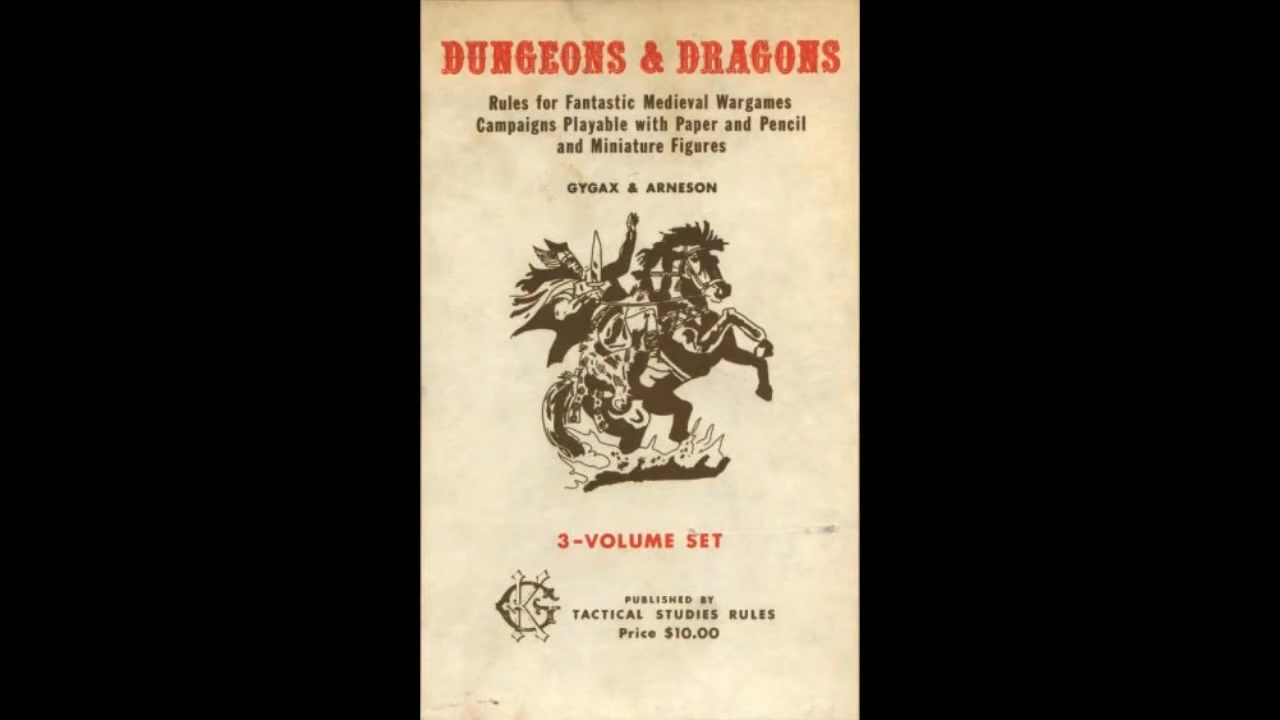 DUNGEONS & DRAGONS
Rules for Fantastic Medieval Wargames
Campaigns Playable with Paper and Pencil
and Miniature Figures
GYGAX & ARNESON
3-VOLUME SET
GK
PUBLISHED BY
TACTICAL STUDIES RULES
Price $10.00